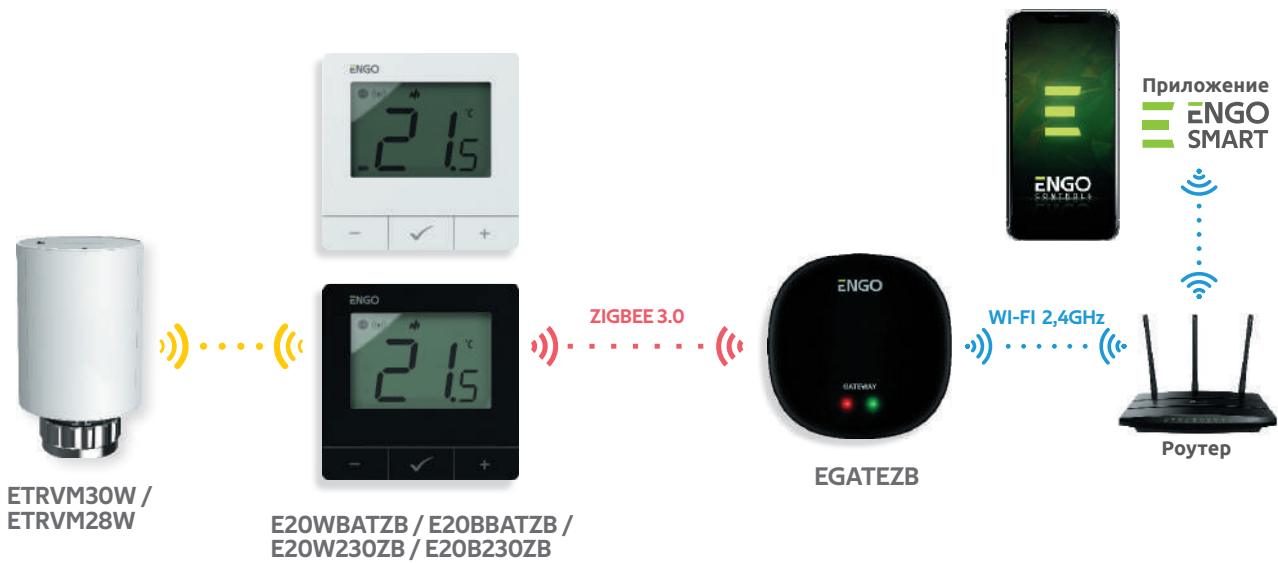 ENGO
21.5
°C
ENGO
21.5
°C
ETRVM30W /
ETRVM28W
E20WBATZB / E20BBATZB /
E20W230ZB / E20B230ZB
ZIGBEE 3.0
ENGO
GATEWAY
EGATEZB
WI-FI 2,4GHz
ENGO
CONTROLS
Приложение
ENGO
SMART
Роутер